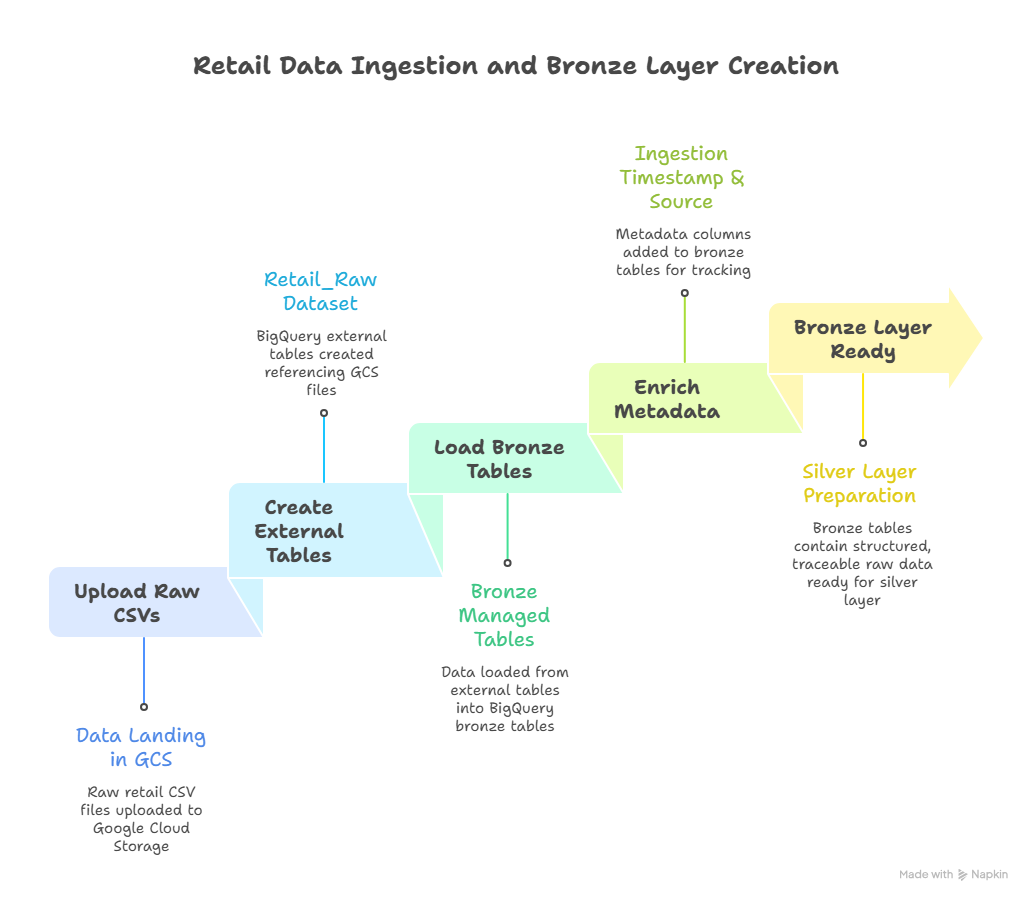 Retail Data Ingestion and Bronze Layer Creation
Ingestion
Timestamp &
Source
Metadata columns
added to bronze
tables for tracking
Retail_Raw
Dataset
BigQuery external
tables created
referencing GCS
files
Bronze Layer
Ready
Enrich
Metadata
Load Bronze
Tables
Silver Layer
Preparation
Bronze tables
contain structured,
traceable raw data
ready for silver
layer
Create
External
Tables
Upload Raw
CSVs
Bronze
Managed
Tables
Data loaded from
external tables
into BigQuery
bronze tables
Data Landing
in GCS
Raw retail CSV
files uploaded to
Google Cloud
Storage
Made with Napkin